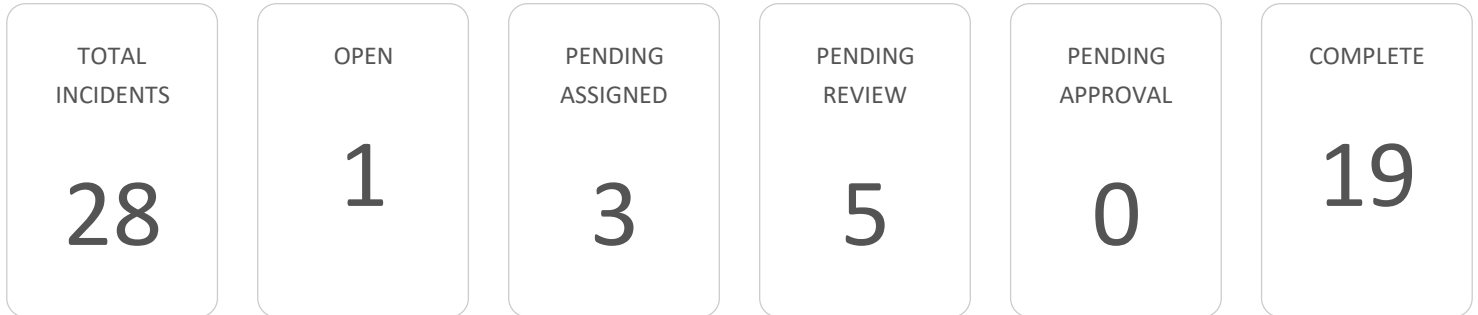 TOTAL
INCIDENTS
28
OPEN
1
PENDING
ASSIGNED
3
PENDING
REVIEW
5
PENDING
APPROVAL
0
COMPLETE
19